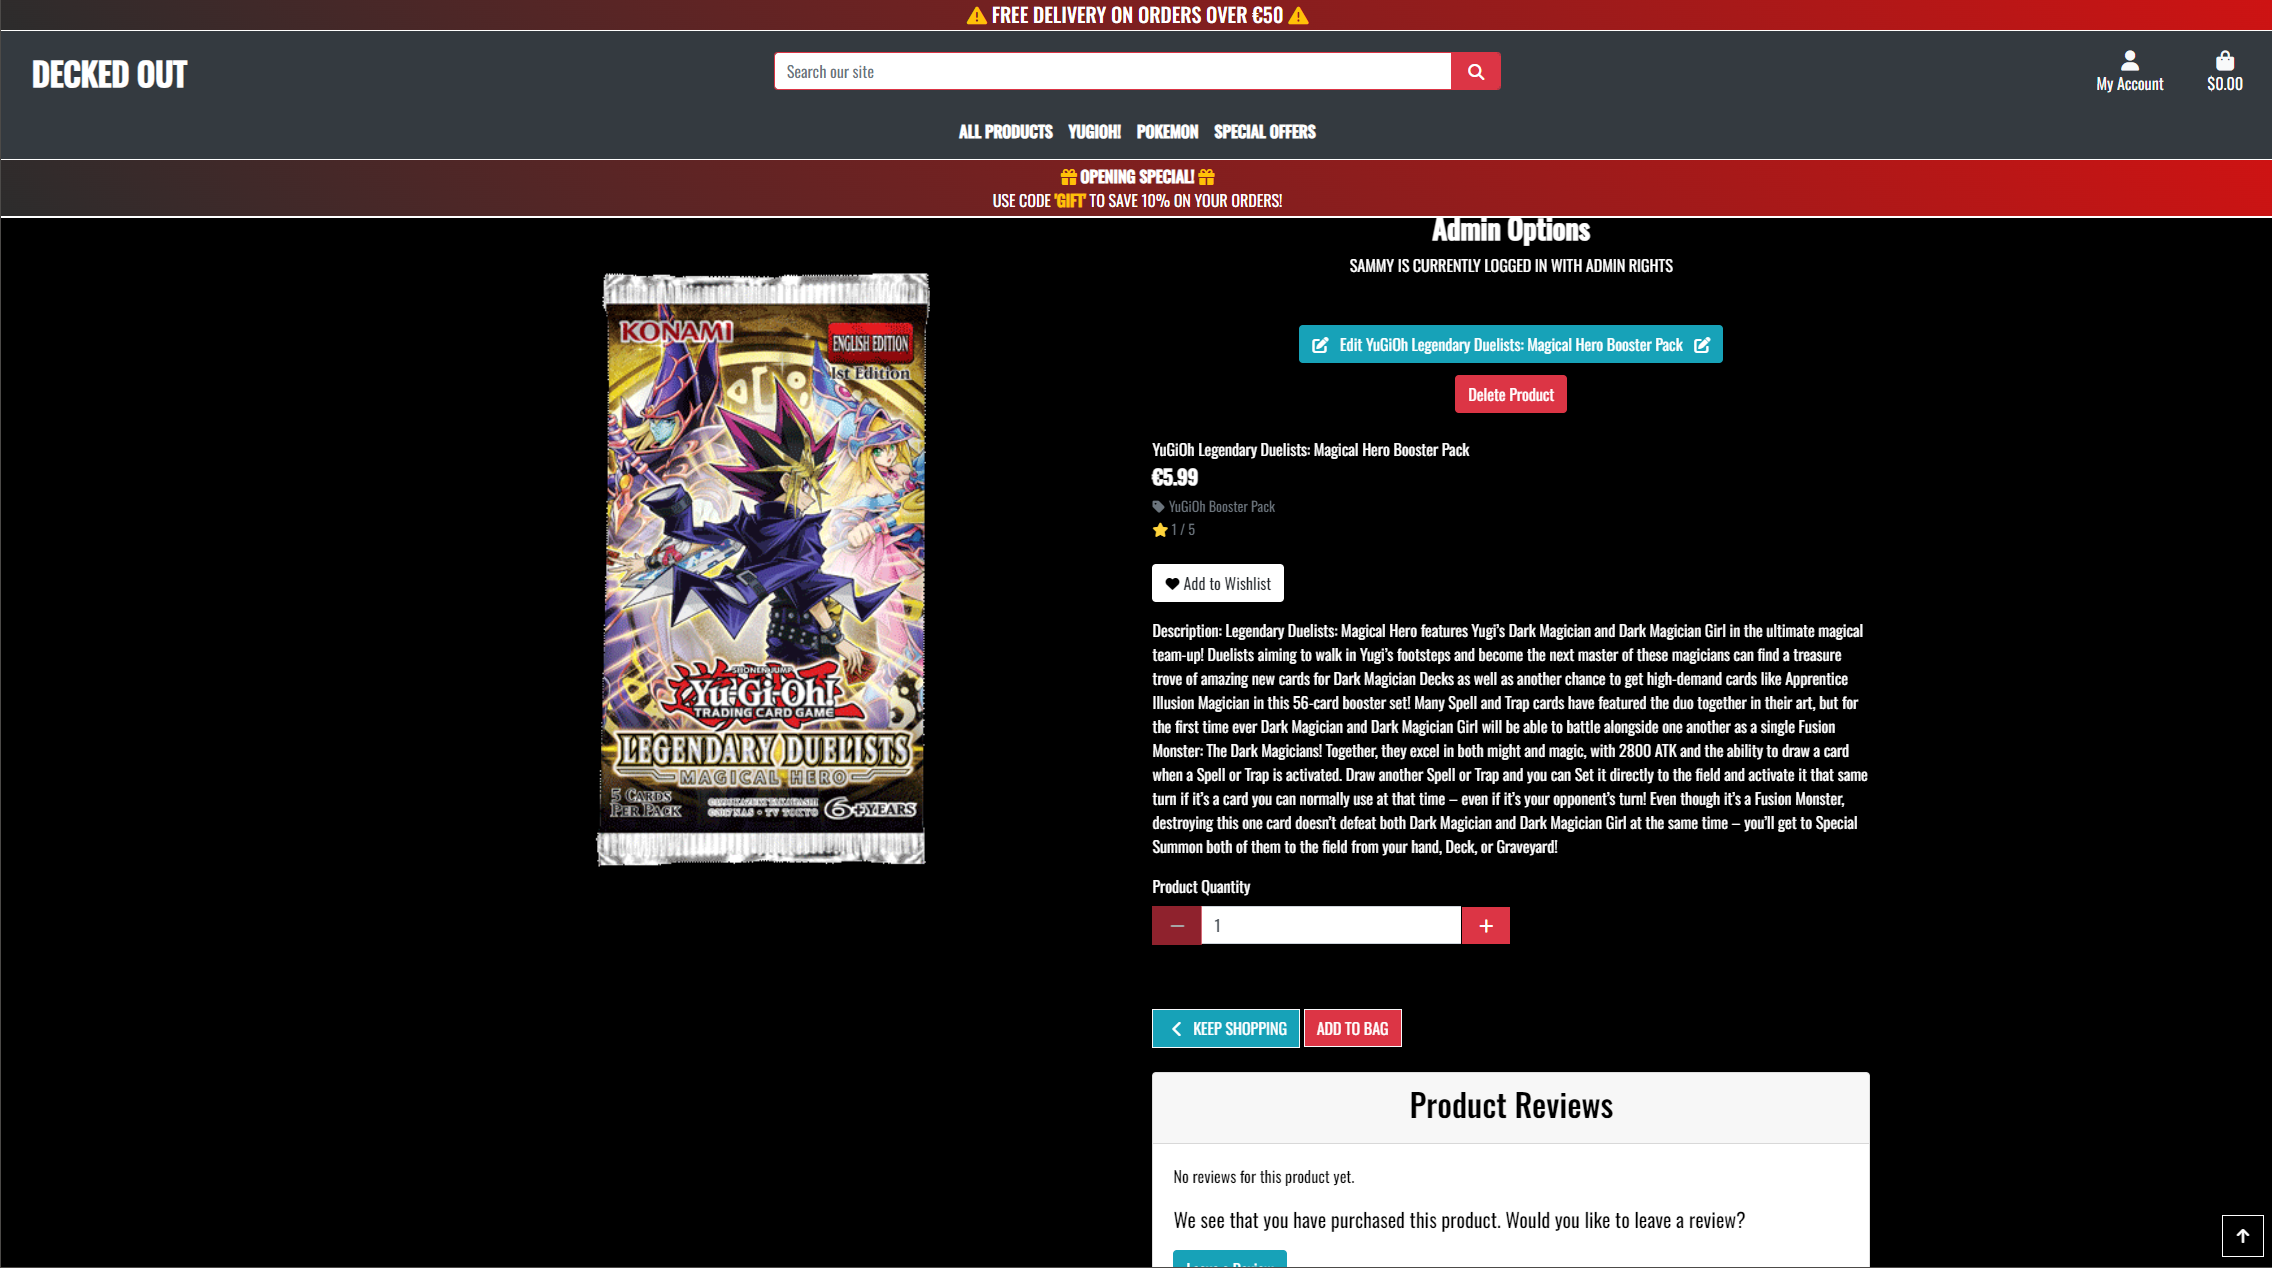 FREE DELIVERY ON ORDERS OVER €50
DECKED OUT
Search our site
My Account
$0.00
ALL PRODUCTS YUGIOH! POKEMON SPECIAL OFFERS
OPENING SPECIAL!
USE CODE 'GIFT' TO SAVE 10% ON YOUR ORDERS!
Admin Options
SAMMY IS CURRENTLY LOGGED IN WITH ADMIN RIGHTS
KONAMI
ENGLISH EDITION
1st Edition
SHONEN JUMP
Yu-Gi-Oh!
TRADING CARD GAME
LEGENDARY DUELISTS
MAGICAL HERO
5 CARDS
PER PACK
6+YEARS
Edit YuGiOh Legendary Duelists: Magical Hero Booster Pack
Delete Product
YuGiOh Legendary Duelists: Magical Hero Booster Pack
€5.99
YuGiOh Booster Pack
1 / 5
Add to Wishlist
Description: Legendary Duelists: Magical Hero features Yugi's Dark Magician and Dark Magician Girl in the ultimate magical
team-up! Duelists aiming to walk in Yugi's footsteps and become the next master of these magicians can find a treasure
trove of amazing new cards for Dark Magician Decks as well as another chance to get high-demand cards like Apprentice
Illusion Magician in this 56-card booster set! Many Spell and Trap cards have featured the duo together in their art, but for
the first time ever Dark Magician and Dark Magician Girl will be able to battle alongside one another as a single Fusion
Monster: The Dark Magicians! Together, they excel in both might and magic, with 2800 ATK and the ability to draw a card
when a Spell or Trap is activated. Draw another Spell or Trap and you can Set it directly to the field and activate it that same
turn if it's a card you can normally use at that time – even if it's your opponent's turn! Even though it's a Fusion Monster,
destroying this one card doesn't defeat both Dark Magician and Dark Magician Girl at the same time – you'll get to Special
Summon both of them to the field from your hand, Deck, or Graveyard!
Product Quantity
1
KEEP SHOPPING
ADD TO BAG
Product Reviews
No reviews for this product yet.
We see that you have purchased this product. Would you like to leave a review?